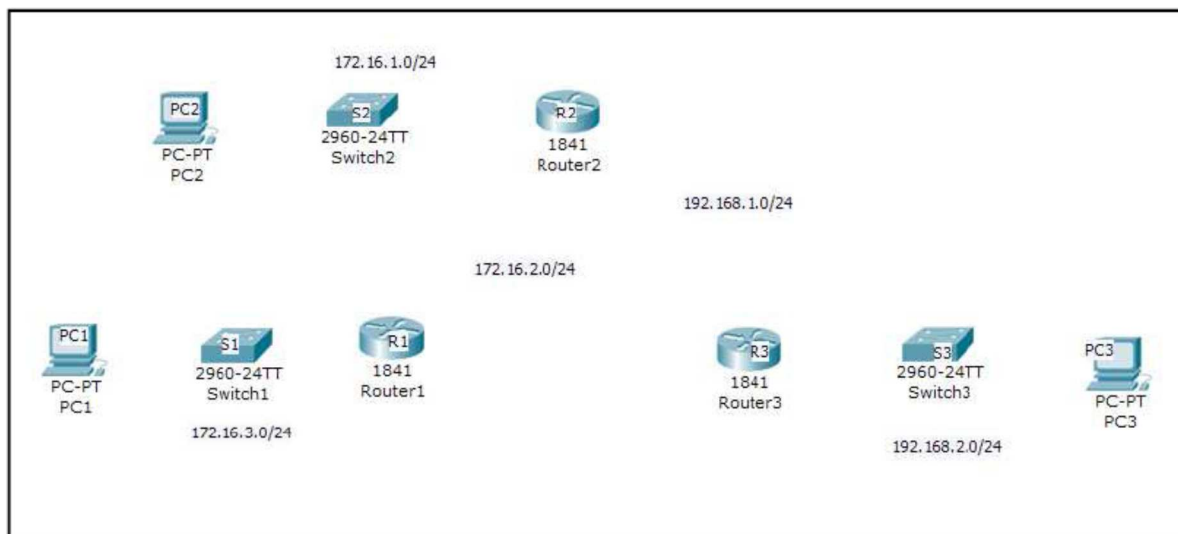 172.16.1.0/24
PC2
PC-PT
PC2
S2
2960-24TT
Switch2
R2
1841
Router2
192.168.1.0/24
172.16.2.0/24
PC1
PC-PT
PC1
S1
2960-24TT
Switch1
172.16.3.0/24
R1
1841
Router1
R3
1841
Router3
S3
2960-24TT
Switch3
192.168.2.0/24
PC3
PC-PT
PC3